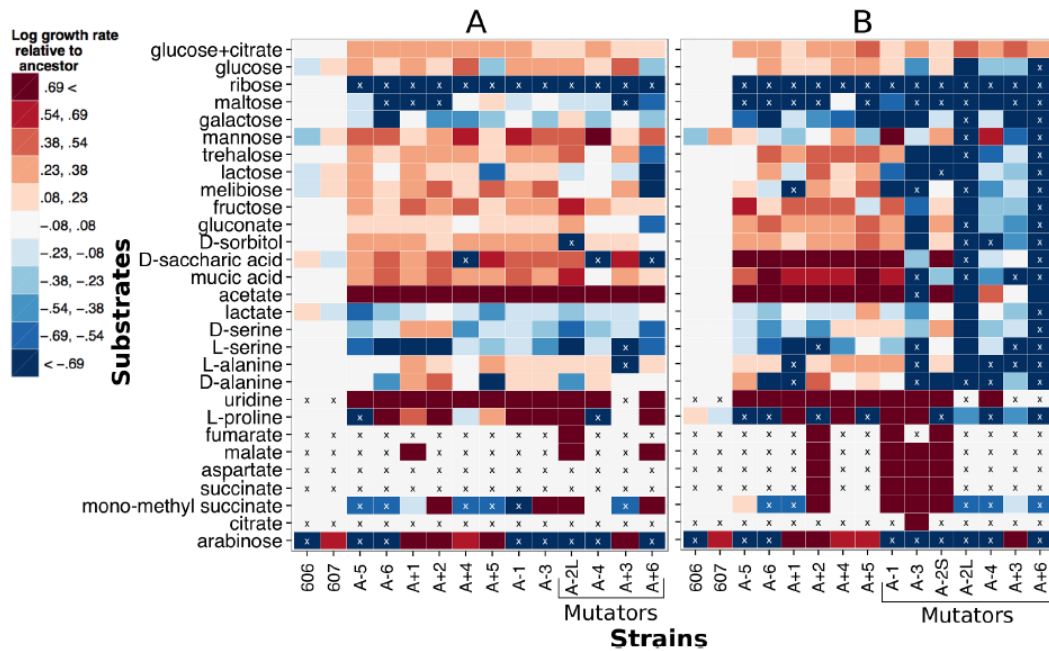 A
B
Log growth rate
relative to
ancestor
.69 <
.54, .69
.38, .54
.23, .38
.08, .23
-.08, .08
-.23, -.08
-.38, -.23
-.54, -.38
-.69, -.54
< -.69
Substrates
glucose+citrate
glucose
ribose
maltose
galactose
mannose
trehalose
lactose
melibiose
fructose
gluconate
D-sorbitol
D-saccharic acid
mucic acid
acetate
lactate
D-serine
L-serine
L-alanine
D-alanine
uridine
L-proline
fumarate
malate
aspartate
succinate
mono-methyl succinate
citrate
arabinose
606 607 A-5 A-6 A+1 A+2 A+4 A+5 A-1 A-3 A-2L A-4 A+3 A+6
606 607 A-5 A-6 A+1 A+2 A+4 A+5 A-1 A-3 A-2S A-2L A-4 A+3 A+6
Mutators
Mutators
Strains